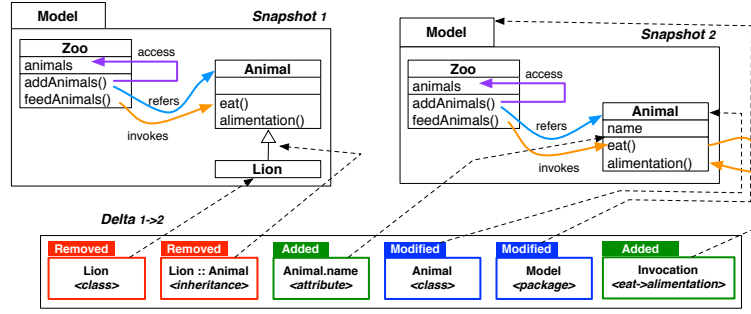 Model
Snapshot 1
Zoo
animals
addAnimals()
feedAnimals()
access
refers
invokes
Animal
eat()
alimentation()
Lion
Model
Snapshot 2
Zoo
animals
addAnimals()
feedAnimals()
access
refers
invokes
Animal
name
eat()
alimentation()
Delta 1->2
Removed
Lion
<class>
Removed
Lion :: Animal
<inheritance>
Added
Animal.name
<attribute>
Modified
Animal
<class>
Modified
Model
<package>
Added
Invocation
<eat->alimentation>